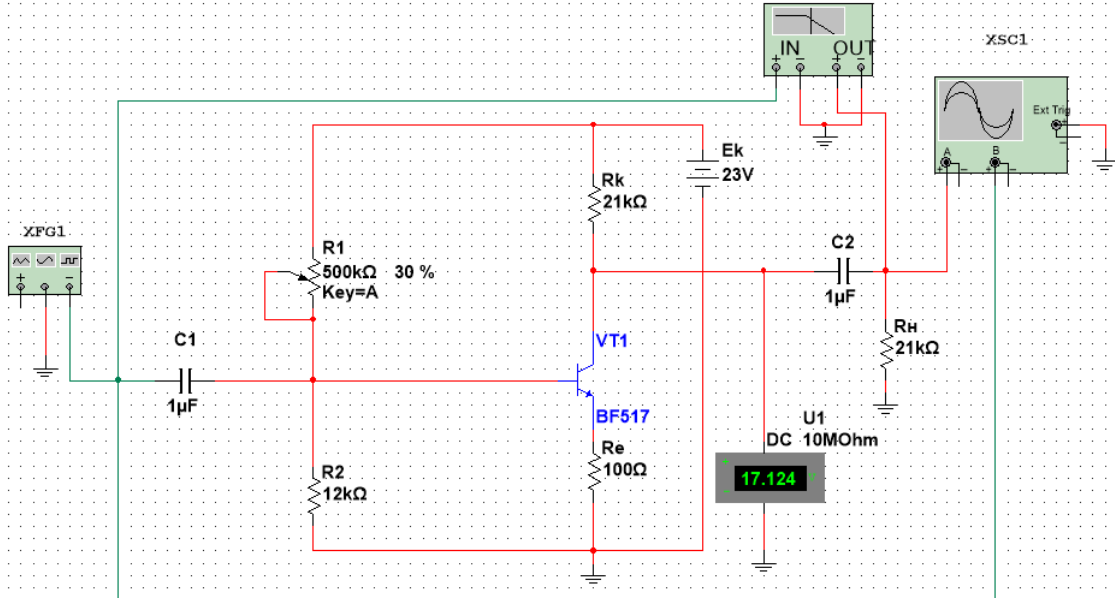 XSC1
IN OUT
+ - + -
Ext Trig
+
-
A B
+ - + -
Ek
23V
Rk
21kΩ
XFG1
+ -
R1
500kΩ 30 %
Key=A
C2
1µF
C1
1µF
VT1
BF517
Rн
21kΩ
U1
DC 10MOhm
Re
100Ω
R2
12kΩ
+
-
17.124